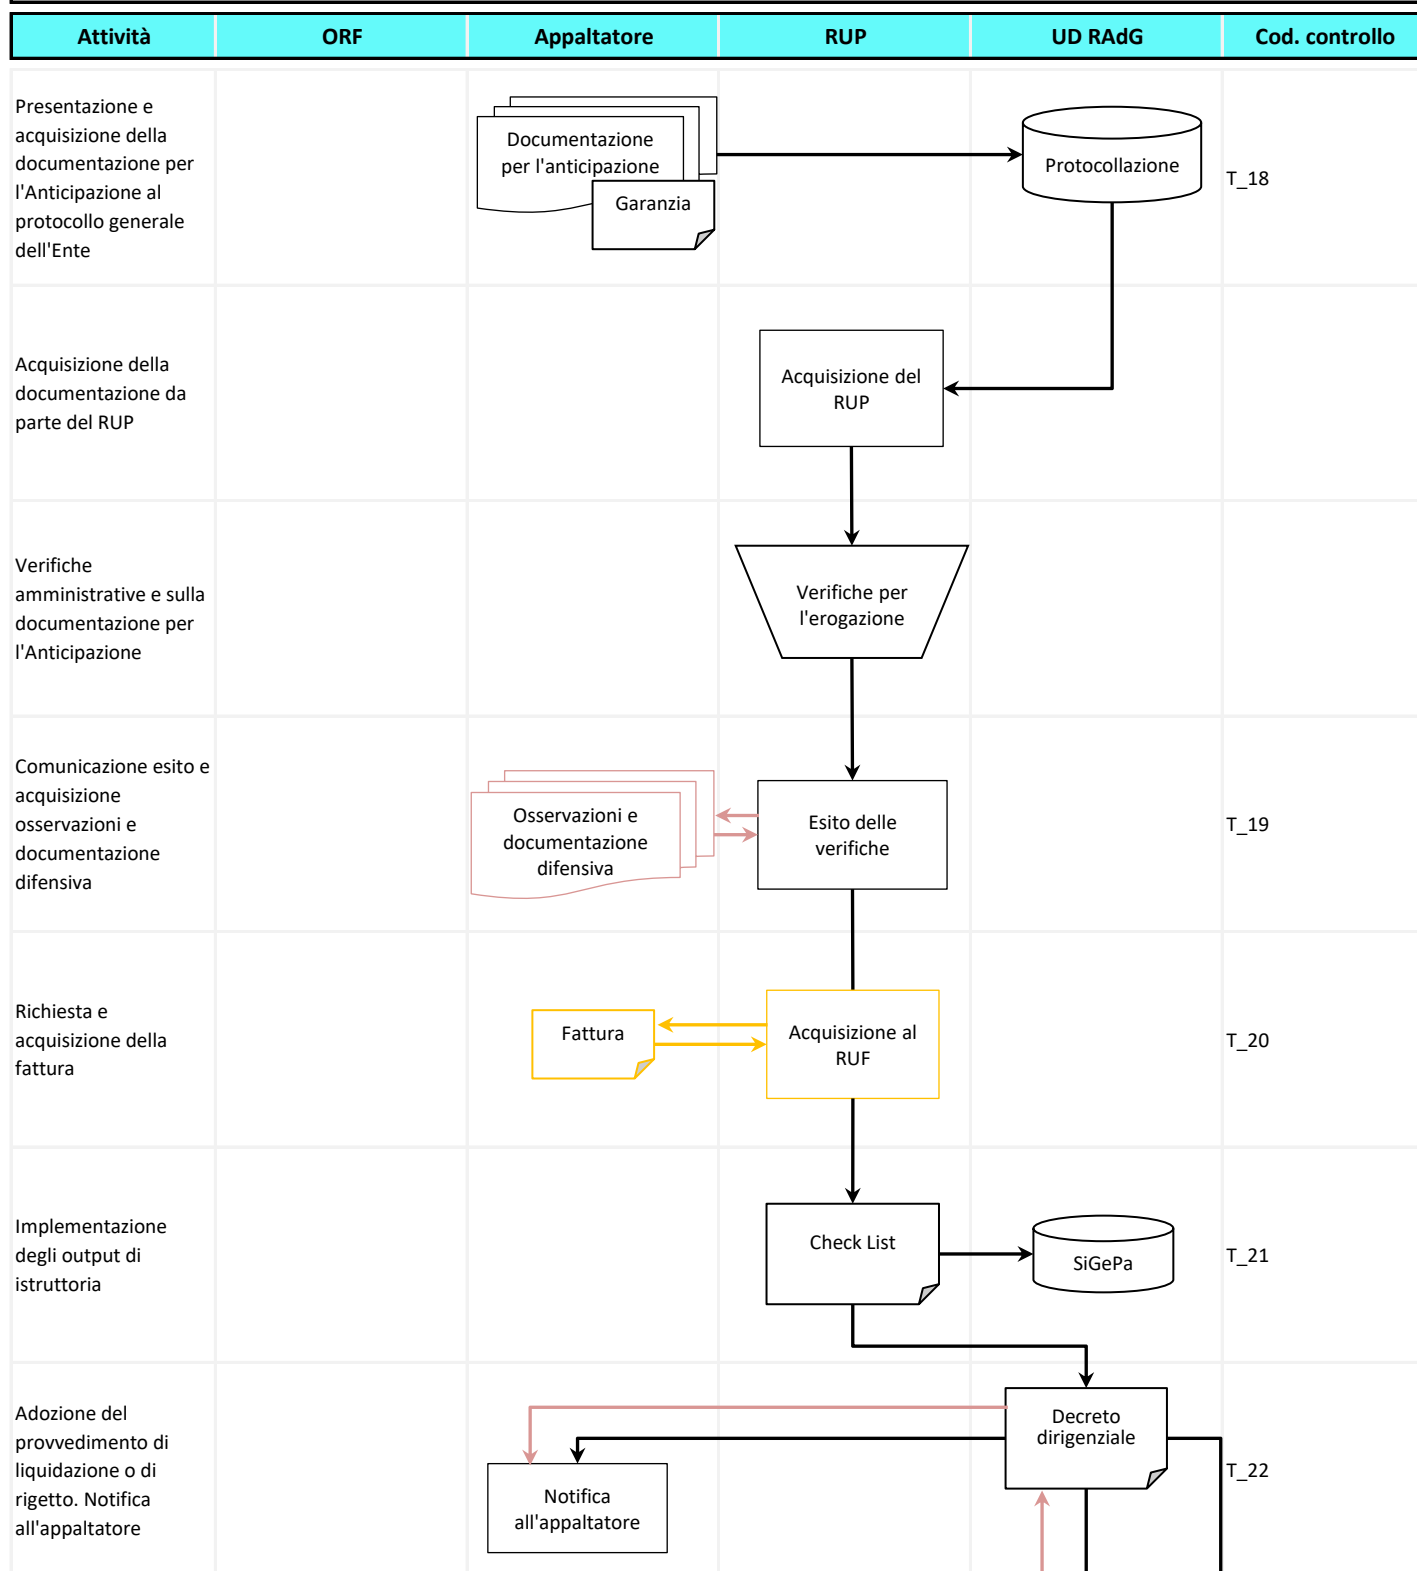 Attività
ORF
Appaltatore
RUP
UD RAdG
Cod. controllo
Presentazione e
acquisizione della
documentazione per
l'Anticipazione al
protocollo generale
dell'Ente
Documentazione
per l'anticipazione
Garanzia
Protocollazione
T_18
Acquisizione della
documentazione da
parte del RUP
Acquisizione del
RUP
Verifiche
amministrative e sulla
documentazione per
l'Anticipazione
Verifiche per
l'erogazione
Comunicazione esito e
acquisizione
osservazioni e
documentazione
difensiva
Osservazioni e
documentazione
difensiva
Esito delle
verifiche
T_19
Richiesta e
acquisizione della
fattura
Fattura
Acquisizione al
RUF
T_20
Implementazione
degli output di
istruttoria
Check List
SiGePa
T_21
Adozione del
provvedimento di
liquidazione o di
rigetto. Notifica
all'appaltatore
Notifica
all'appaltatore
Decreto
dirigenziale
T_22